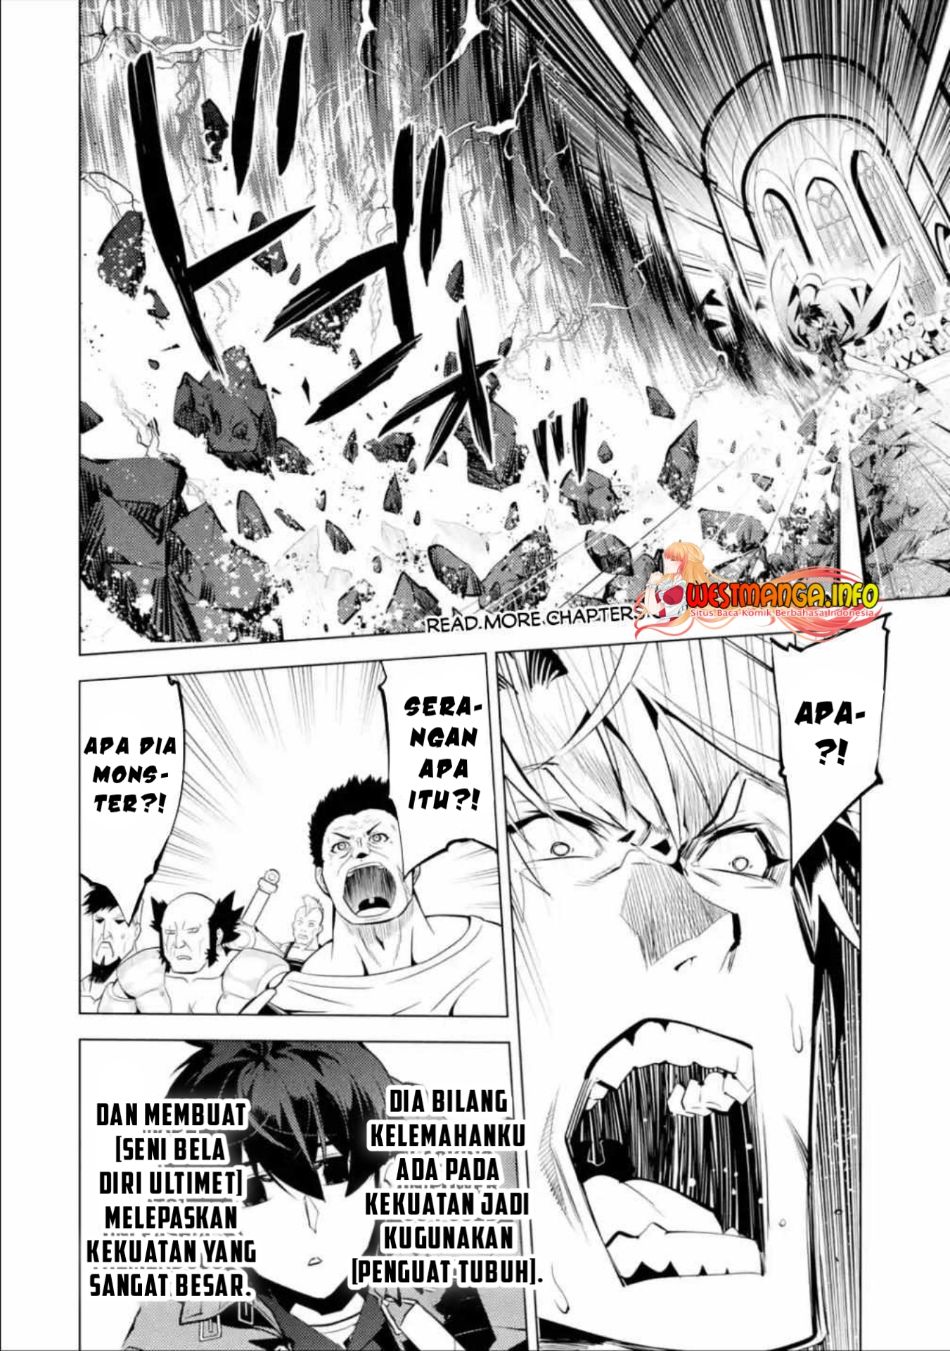 ドゴォ
READ MORE CHAPTERS
WESTMANGA.INFO
Situs Baca Komik Berbahasa Indonesia
APA-
?!
SERA-
NGAN
APA
ITU?!
APA DIA
MONS-
TER?!
DIA BILANG
KELEMAHANKU
ADA PADA
KEKUATAN JADI
KUGUNAKAN
[PENGUAT TUBUH].
DAN MEMBUAT
[SENI BELA
DIRI ULTIMET]
MELEPASKAN
KEKUATAN YANG
SANGAT BESAR.